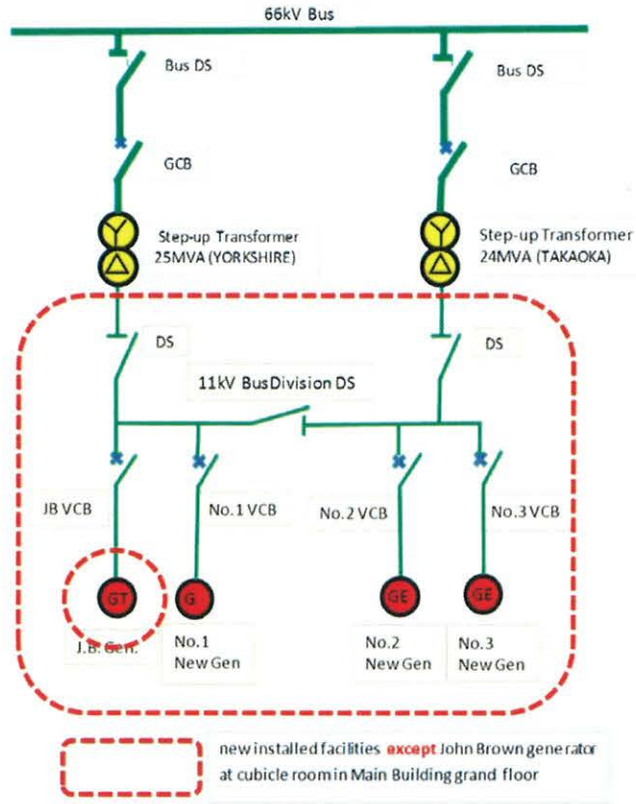 66kV Bus
Bus DS
Bus DS
GCB
GCB
Step-up Transformer
25MVA (YORKSHIRE)
Step-up Transformer
24MVA (TAKAOKA)
DS
DS
11kV BusDivision DS
JB VCB
No.1 VCB
No.2 VCB
No.3 VCB
GT
G
GE
GE
J.B. Gen.
No.1
New Gen
No.2
New Gen
No.3
New Gen
new installed facilities except John Brown generator
at cubicle room in Main Building grand floor